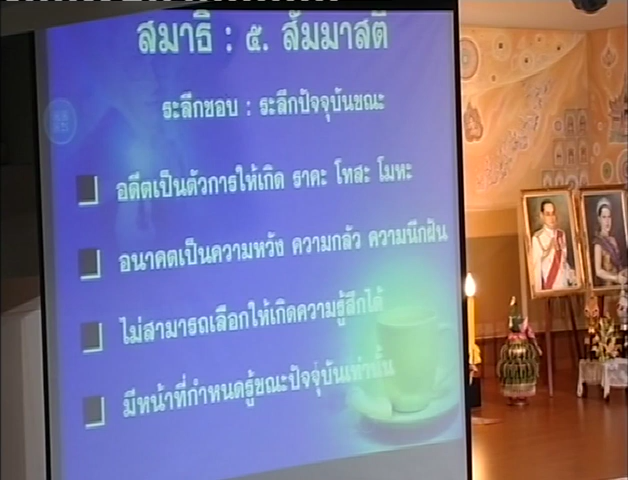 สมาธิ : ๕. สัมมาสติ
ระลึกชอบ : ระลึกปัจจุบันขณะ
อดีตเป็นตัวการให้เกิด ราคะ โทสะ โมหะ
อนาคตเป็นความหวัง ความกลัว ความนึกฝัน
ไม่สามารถเลือกให้เกิดความรู้สึกได้
มีหน้าที่กำหนดรู้ขณะปัจจุบันเท่านั้น